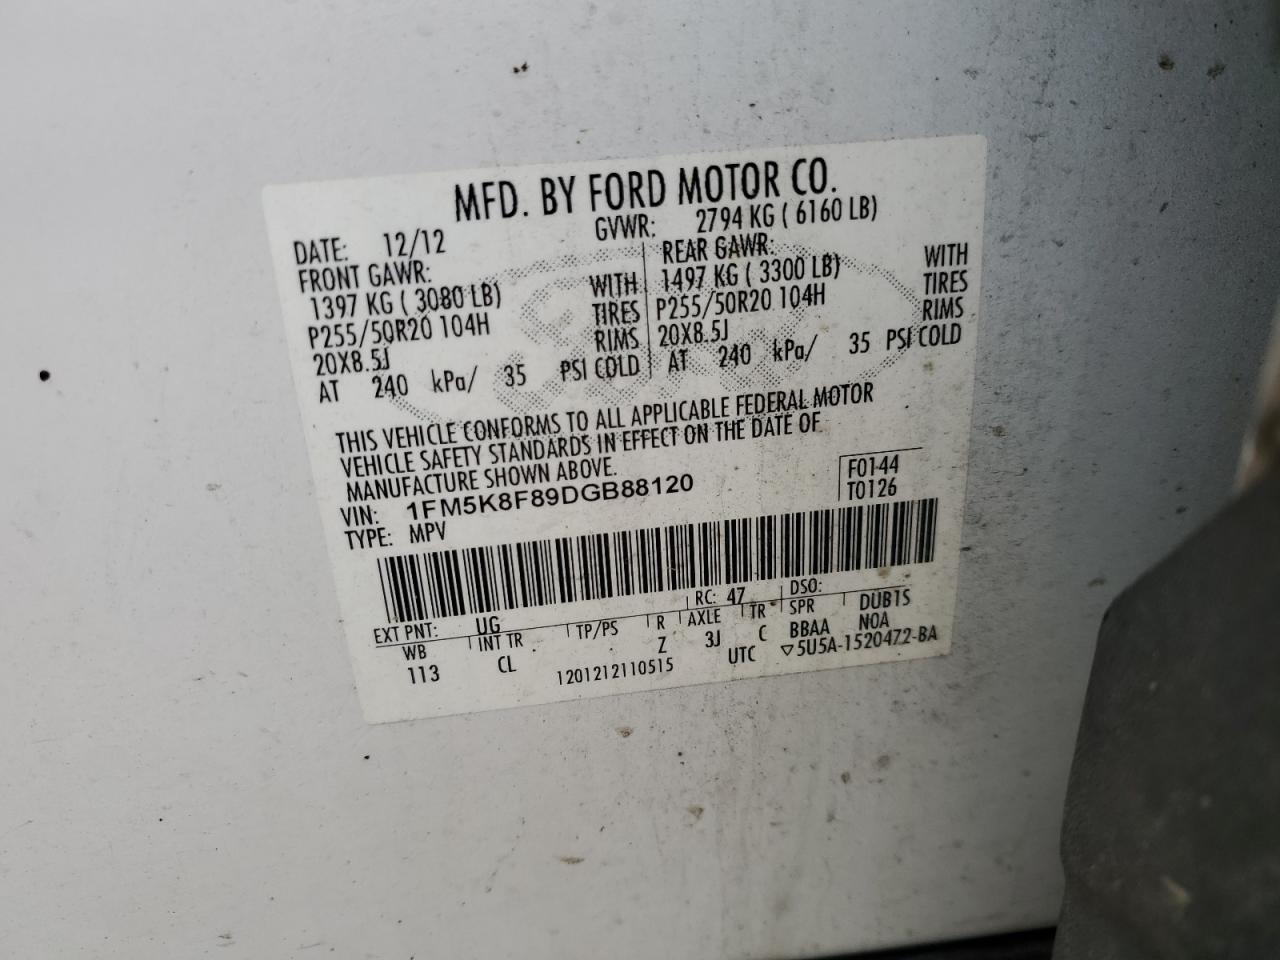 MFD. BY FORD MOTOR CO.
DATE: 12/12 GVWR: 2794 KG ( 6160 LB)
FRONT GAWR: REAR GAWR:
1397 KG ( 3080 LB) WITH 1497 KG ( 3300 LB) WITH
P255/50R20 104H TIRES P255/50R20 104H TIRES
20X8.5J RIMS 20X8.5J RIMS
AT 240 kPa/ 35 PSI COLD AT 240 kPa/ 35 PSI COLD
THIS VEHICLE CONFORMS TO ALL APPLICABLE FEDERAL MOTOR
VEHICLE SAFETY STANDARDS IN EFFECT ON THE DATE OF
MANUFACTURE SHOWN ABOVE.
VIN: 1FM5K8F89DGB88120 F0144
TYPE: MPV T0126
EXT PNT: UG RC: 47 DSO:
WB INT TR TP/PS R AXLE TR SPR DUB1S
113 CL Z 3J C BBAA NOA
1201212110515 UTC ▽5U5A-1520472-BA